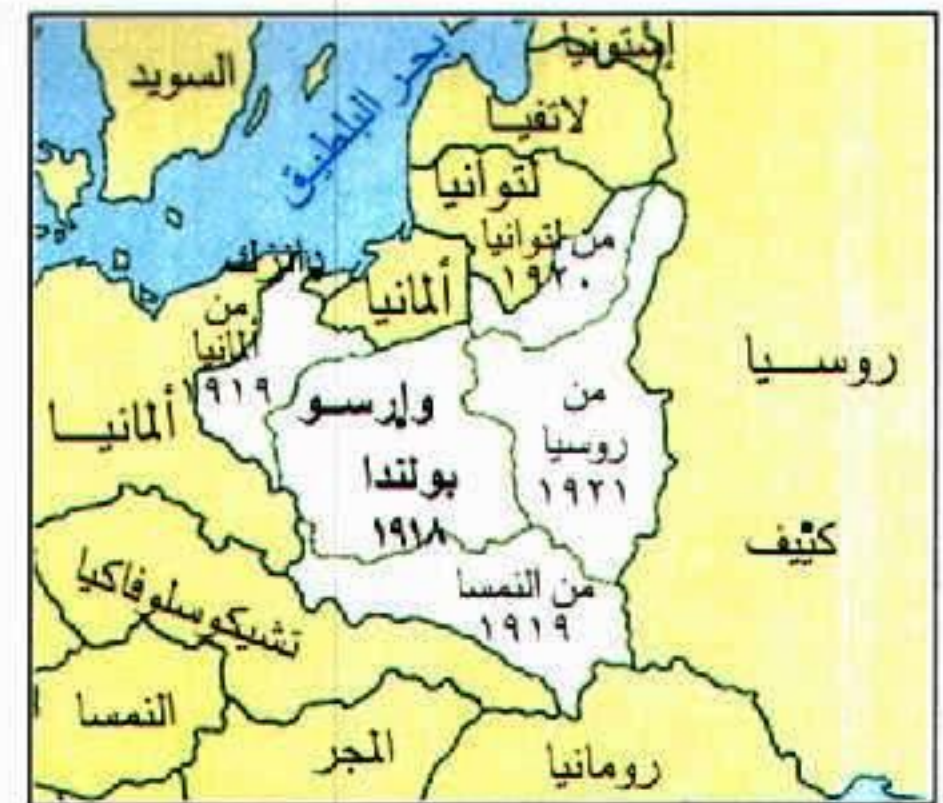 إستونيا
السويد
بحر البلطيق
لاتفيا
لتوانيا
من لتوانيا
١٩٢٠
دانزك
ألمانيا
من
ألمانيا
١٩١٩
روسيا
ألمانيا
وارسو
من
روسيا
١٩٢١
بولندا
١٩١٨
كييف
من النمسا
١٩١٩
تشيكوسلوفاكيا
النمسا
المجر
رومانيا